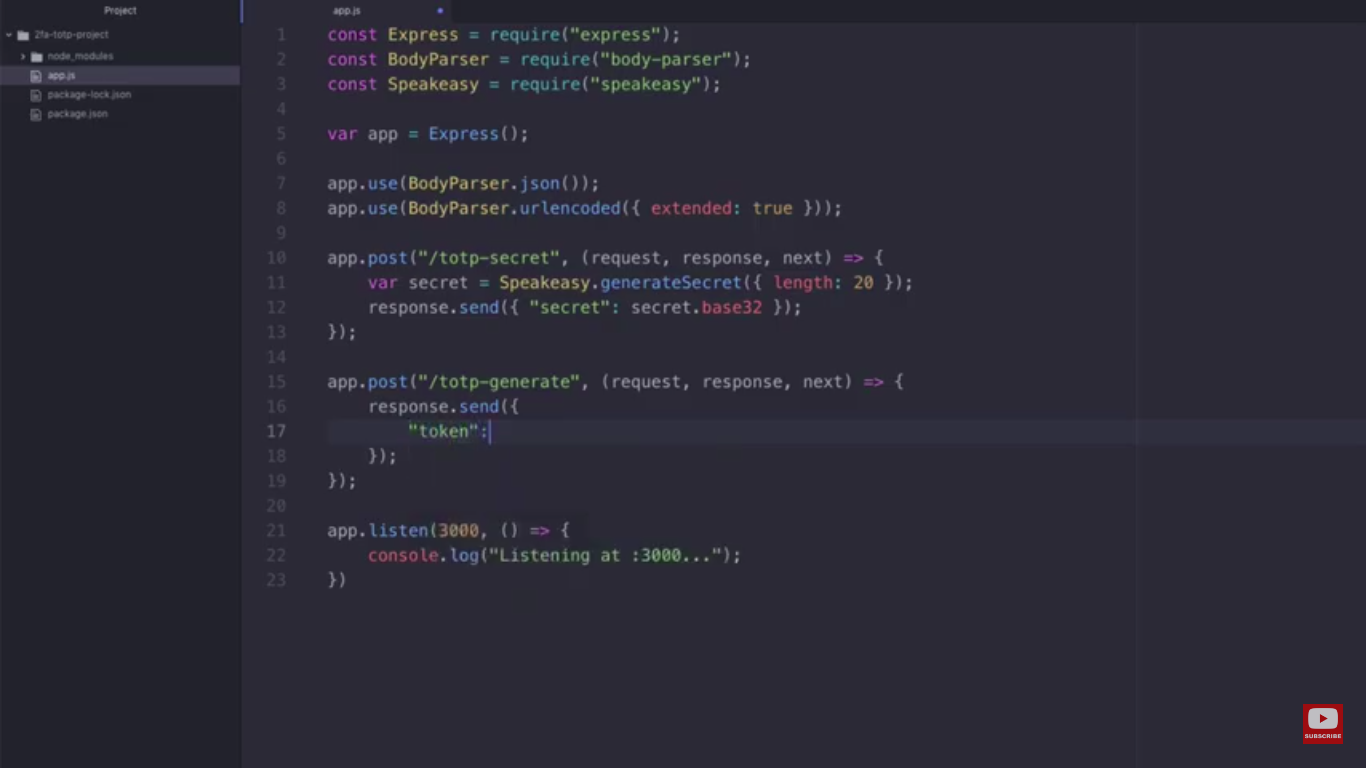 Project
2fa-totp-project
node_modules
app.js
package-lock.json
package.json
app.js
1 const Express = require("express");
2 const BodyParser = require("body-parser");
3 const Speakeasy = require("speakeasy");
4
5 var app = Express();
6
7 app.use(BodyParser.json());
8 app.use(BodyParser.urlencoded({ extended: true }));
9
10 app.post("/totp-secret", (request, response, next) => {
11     var secret = Speakeasy.generateSecret({ length: 20 });
12     response.send({ "secret": secret.base32 });
13 });
14
15 app.post("/totp-generate", (request, response, next) => {
16     response.send({
17         "token":
18     });
19 });
20
21 app.listen(3000, () => {
22     console.log("Listening at :3000...");
23 })
SUBSCRIBE